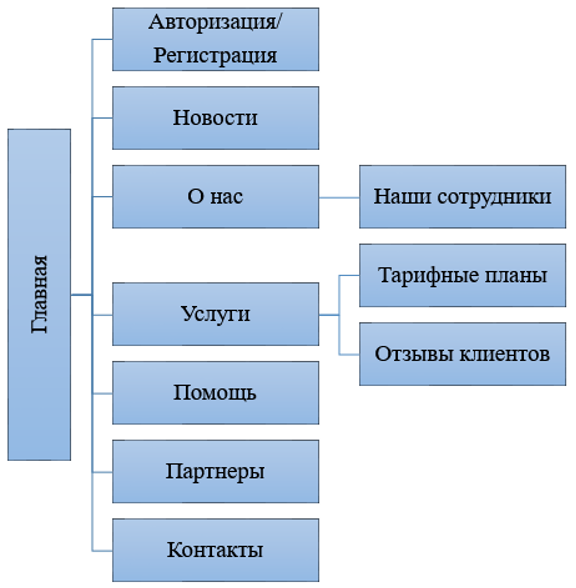 Главная
Авторизация/
Регистрация
Новости
О нас
Наши сотрудники
Услуги
Тарифные планы
Отзывы клиентов
Помощь
Партнеры
Контакты